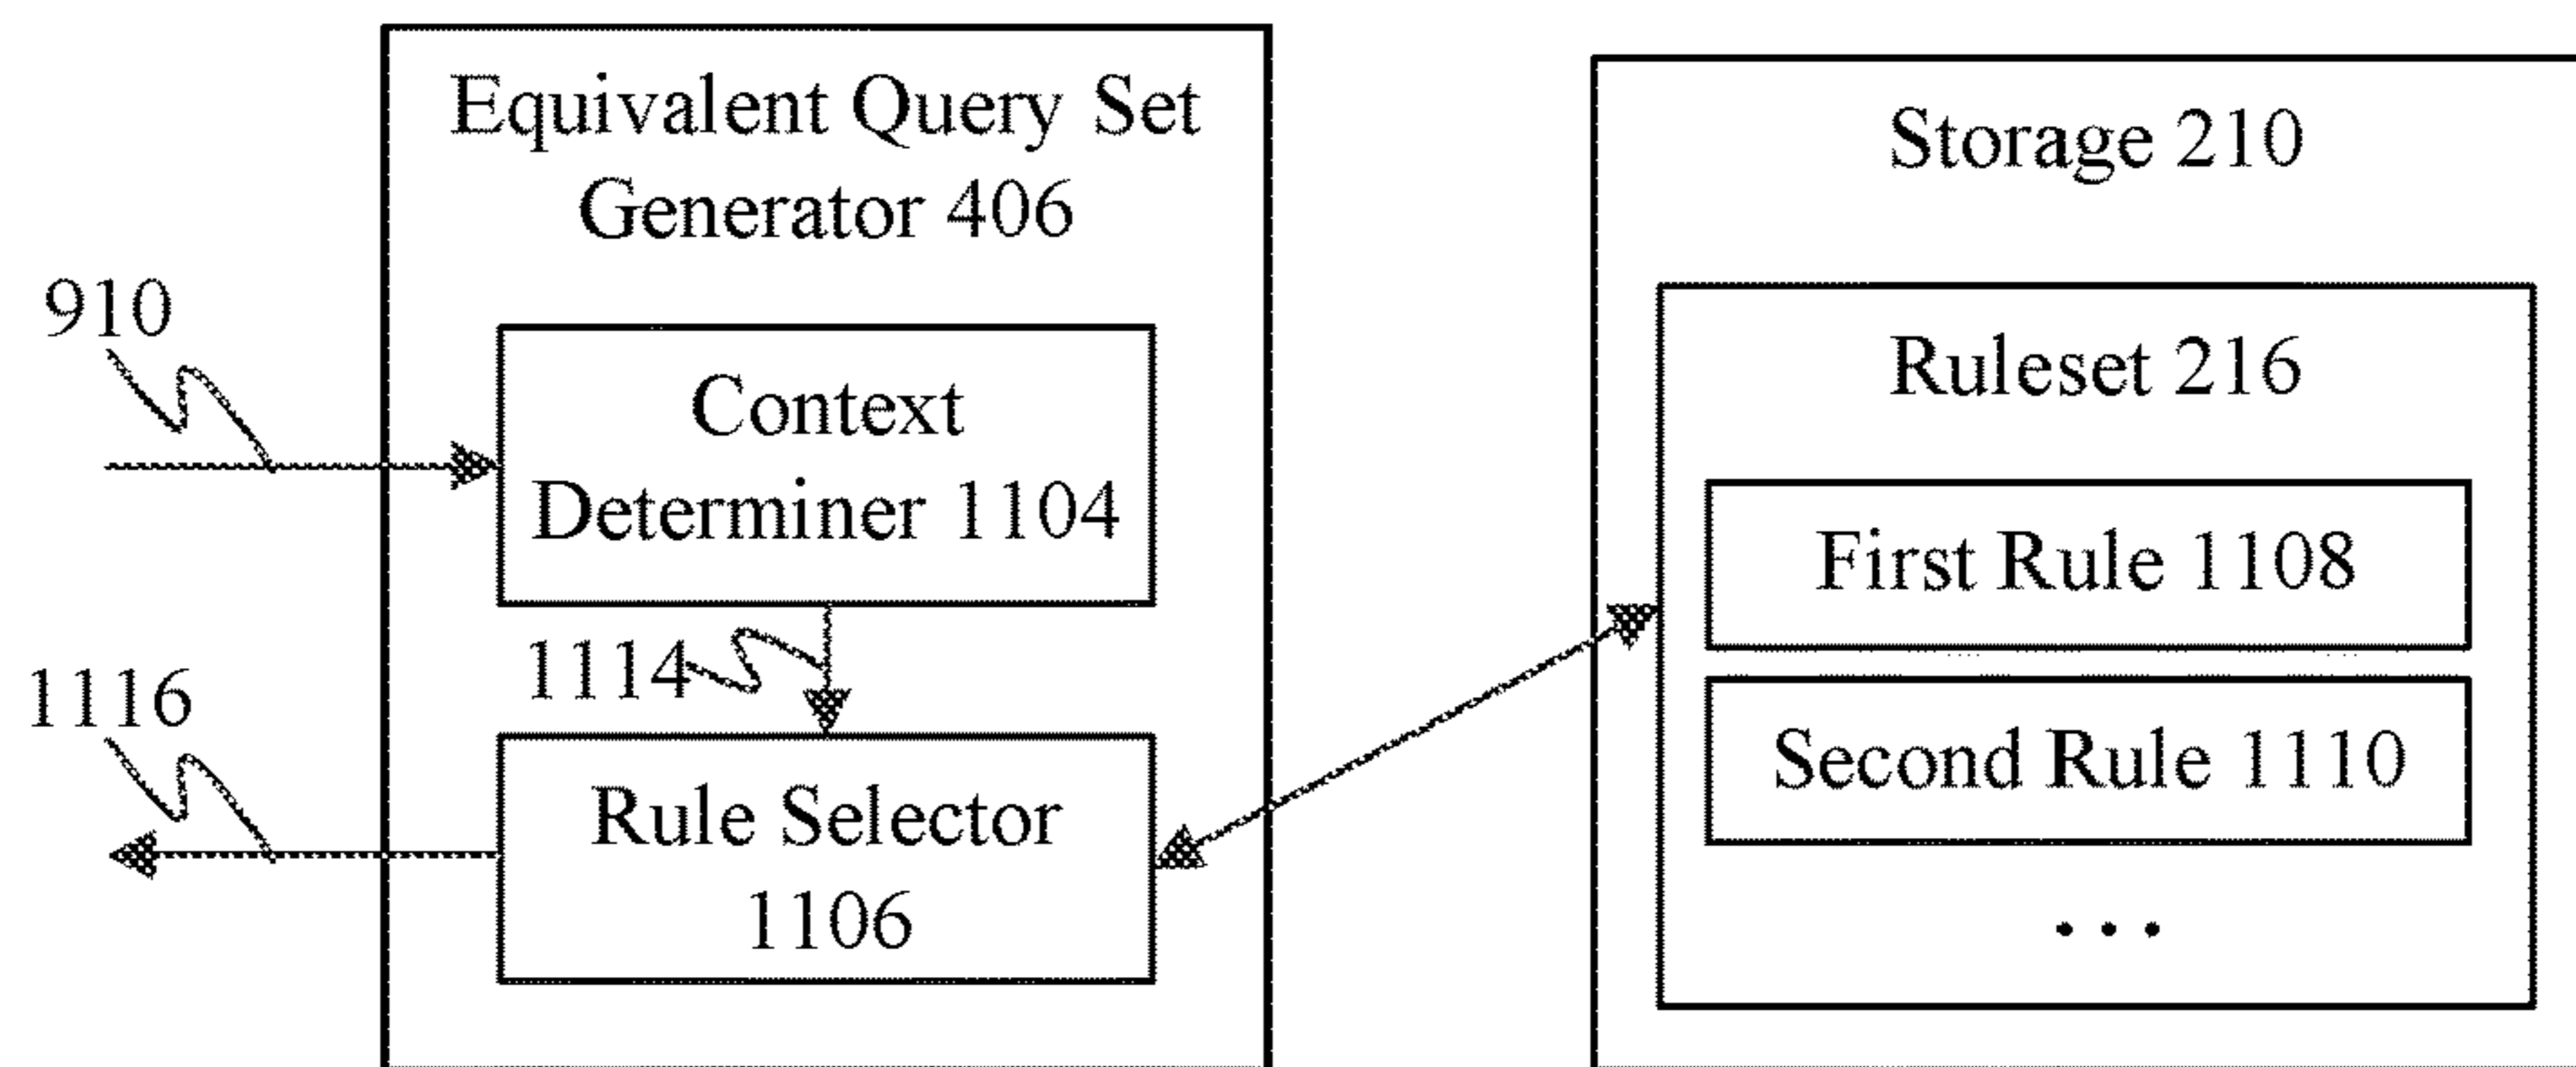 Equivalent Query Set
Generator 406
910
Context
Determiner 1104
1114
1116
Rule Selector
1106
Storage 210
Ruleset 216
First Rule 1108
Second Rule 1110
...